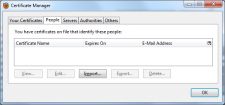 Certificate Manager
Your Certificates People Servers Authorities Others
You have certificates on file that identify these people:
Certificate Name Expires On E-Mail Address
View... Edit... Import... Export... Delete...
OK